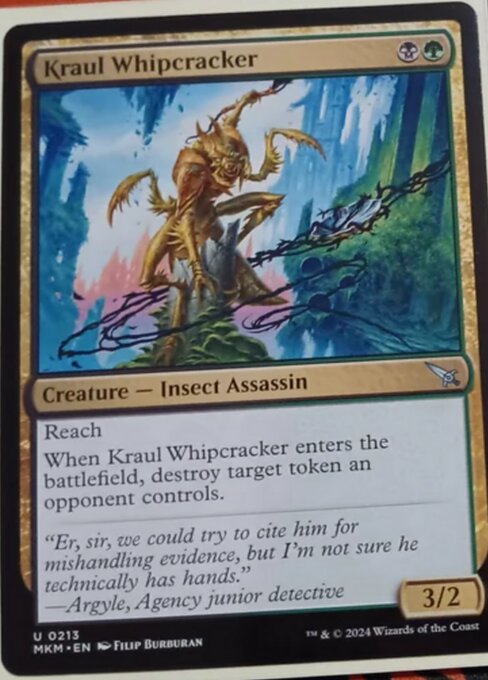 Kraul Whipcracker
Creature — Insect Assassin
Reach
When Kraul Whipcracker enters the
battlefield, destroy target token an
opponent controls.
“Er, sir, we could try to cite him for
mishandling evidence, but I’m not sure he
technically has hands.”
—Argyle, Agency junior detective
3/2
U 0213
MKM • EN Filip Burburan
™ & © 2024 Wizards of the Coast